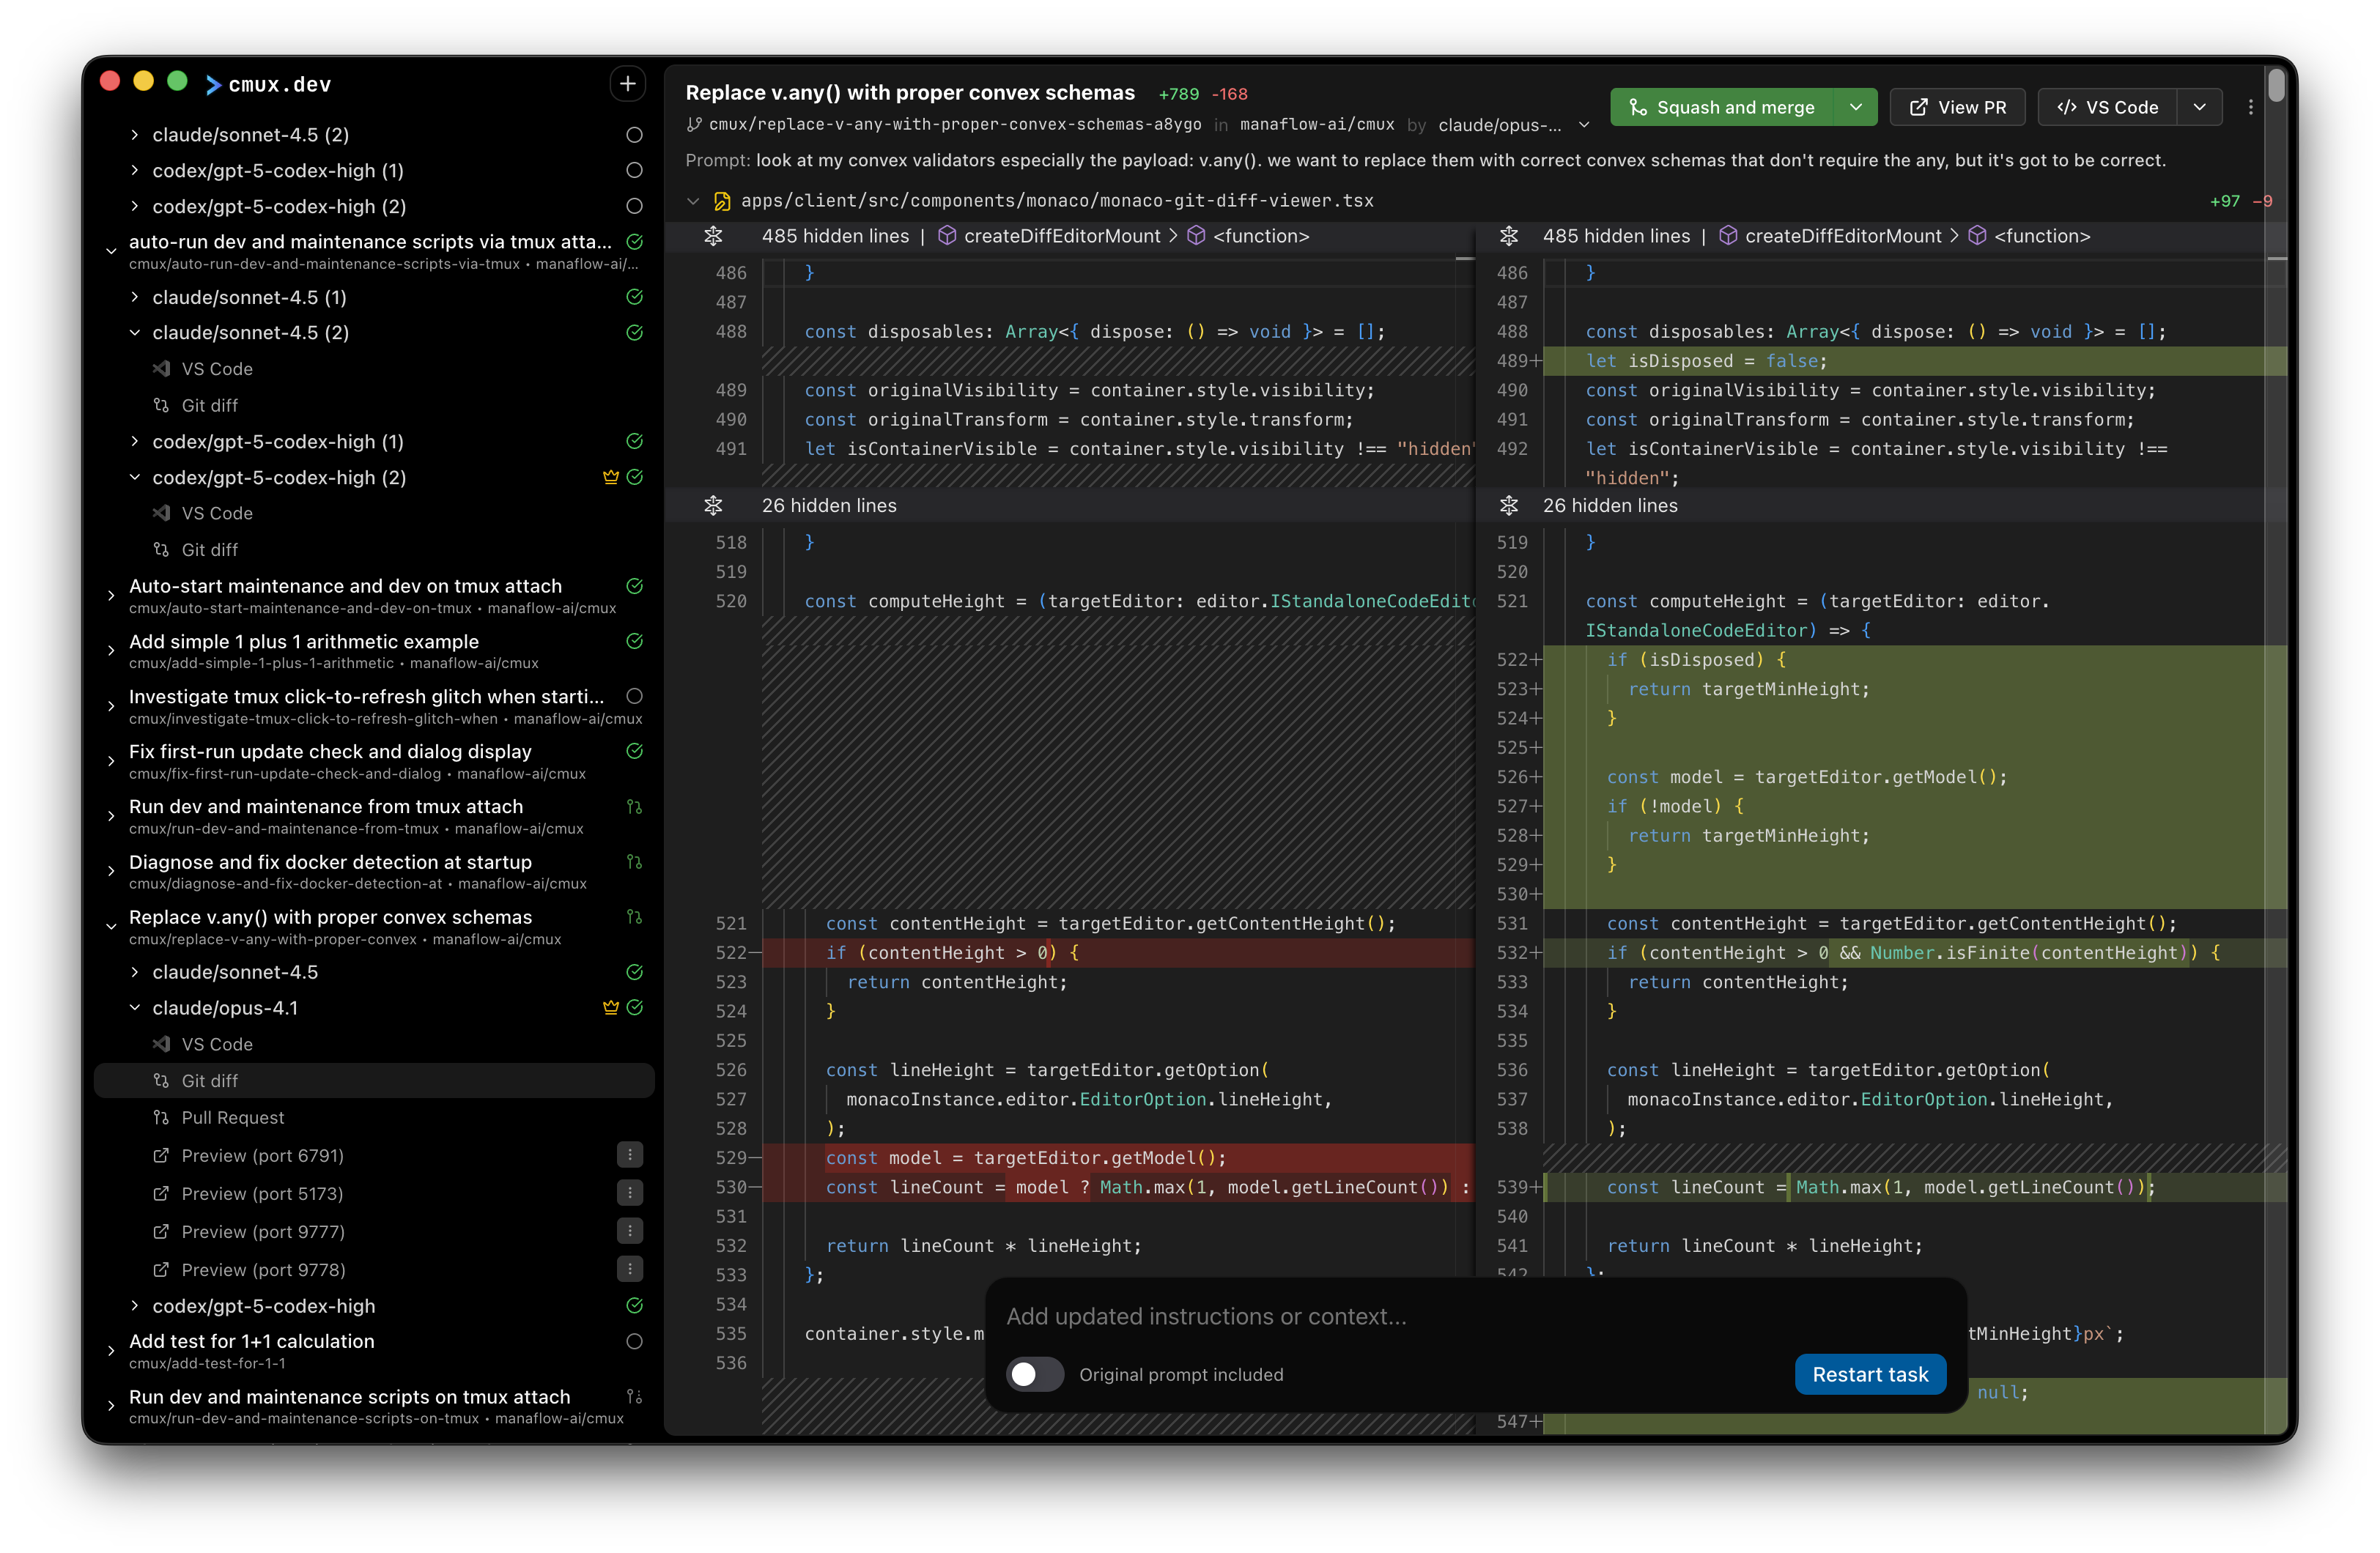 cmux.dev
claude/sonnet-4.5 (2)
codex/gpt-5-codex-high (1)
codex/gpt-5-codex-high (2)
auto-run dev and maintenance scripts via tmux atta...
cmux/auto-run-dev-and-maintenance-scripts-via-tmux • manaflow-ai/...
claude/sonnet-4.5 (1)
claude/sonnet-4.5 (2)
VS Code
Git diff
codex/gpt-5-codex-high (1)
codex/gpt-5-codex-high (2)
VS Code
Git diff
Auto-start maintenance and dev on tmux attach
cmux/auto-start-maintenance-and-dev-on-tmux • manaflow-ai/cmux
Add simple 1 plus 1 arithmetic example
cmux/add-simple-1-plus-1-arithmetic • manaflow-ai/cmux
Investigate tmux click-to-refresh glitch when starti...
cmux/investigate-tmux-click-to-refresh-glitch-when • manaflow-ai/cmux
Fix first-run update check and dialog display
cmux/fix-first-run-update-check-and-dialog • manaflow-ai/cmux
Run dev and maintenance from tmux attach
cmux/run-dev-and-maintenance-from-tmux • manaflow-ai/cmux
Diagnose and fix docker detection at startup
cmux/diagnose-and-fix-docker-detection-at • manaflow-ai/cmux
Replace v.any() with proper convex schemas
cmux/replace-v-any-with-proper-convex • manaflow-ai/cmux
claude/sonnet-4.5
claude/opus-4.1
VS Code
Git diff
Pull Request
Preview (port 6791)
Preview (port 5173)
Preview (port 9777)
Preview (port 9778)
codex/gpt-5-codex-high
Add test for 1+1 calculation
cmux/add-test-for-1-1
Run dev and maintenance scripts on tmux attach
cmux/run-dev-and-maintenance-scripts-on-tmux • manaflow-ai/cmux
Replace v.any() with proper convex schemas +789 -168
Squash and merge
View PR
</> VS Code
cmux/replace-v-any-with-proper-convex-schemas-a8ygo in manaflow-ai/cmux by claude/opus-...
Prompt: look at my convex validators especially the payload: v.any(). we want to replace them with correct convex schemas that don't require the any, but it's got to be correct.
apps/client/src/components/monaco/monaco-git-diff-viewer.tsx +97 −9
485 hidden lines | createDiffEditorMount > <function>
486 }
487
488 const disposables: Array<{ dispose: () => void }> = [];
489 const originalVisibility = container.style.visibility;
490 const originalTransform = container.style.transform;
491 let isContainerVisible = container.style.visibility !== "hidden"
26 hidden lines
518 }
519
520 const computeHeight = (targetEditor: editor.IStandaloneCodeEdito
521 const contentHeight = targetEditor.getContentHeight();
522− if (contentHeight > 0) {
523 return contentHeight;
524 }
525
526 const lineHeight = targetEditor.getOption(
527 monacoInstance.editor.EditorOption.lineHeight,
528 );
529− const model = targetEditor.getModel();
530− const lineCount = model ? Math.max(1, model.getLineCount()) :
531
532 return lineCount * lineHeight;
533 };
534
535 container.style.m
536
485 hidden lines | createDiffEditorMount > <function>
486 }
487
488 const disposables: Array<{ dispose: () => void }> = [];
489+ let isDisposed = false;
490 const originalVisibility = container.style.visibility;
491 const originalTransform = container.style.transform;
492 let isContainerVisible = container.style.visibility !==
"hidden";
26 hidden lines
519 }
520
521 const computeHeight = (targetEditor: editor.
IStandaloneCodeEditor) => {
522+ if (isDisposed) {
523+ return targetMinHeight;
524+ }
525+
526+ const model = targetEditor.getModel();
527+ if (!model) {
528+ return targetMinHeight;
529+ }
530+
531 const contentHeight = targetEditor.getContentHeight();
532+ if (contentHeight > 0 && Number.isFinite(contentHeight)) {
533 return contentHeight;
534 }
535
536 const lineHeight = targetEditor.getOption(
537 monacoInstance.editor.EditorOption.lineHeight,
538 );
539+ const lineCount = Math.max(1, model.getLineCount());
540
541 return lineCount * lineHeight;
542 };
tMinHeight}px`;
null;
547+
Add updated instructions or context...
Original prompt included
Restart task